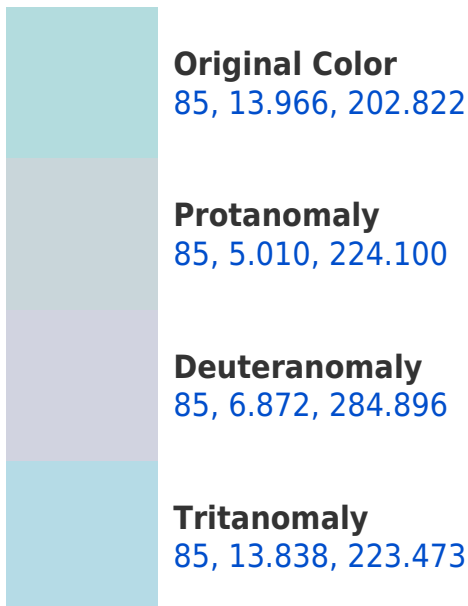 Original Color
85, 13.966, 202.822
Protanomaly
85, 5.010, 224.100
Deuteranomaly
85, 6.872, 284.896
Tritanomaly
85, 13.838, 223.473